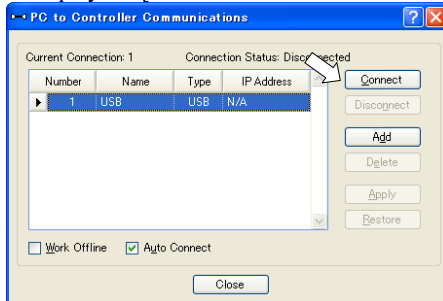 PC to Controller Communications
Current Connection: 1 Connection Status: Disconnected
Number Name Type IP Address
1 USB USB N/A
Connect
Disconnect
Add
Delete
Apply
Restore
Work Offline Auto Connect
Close